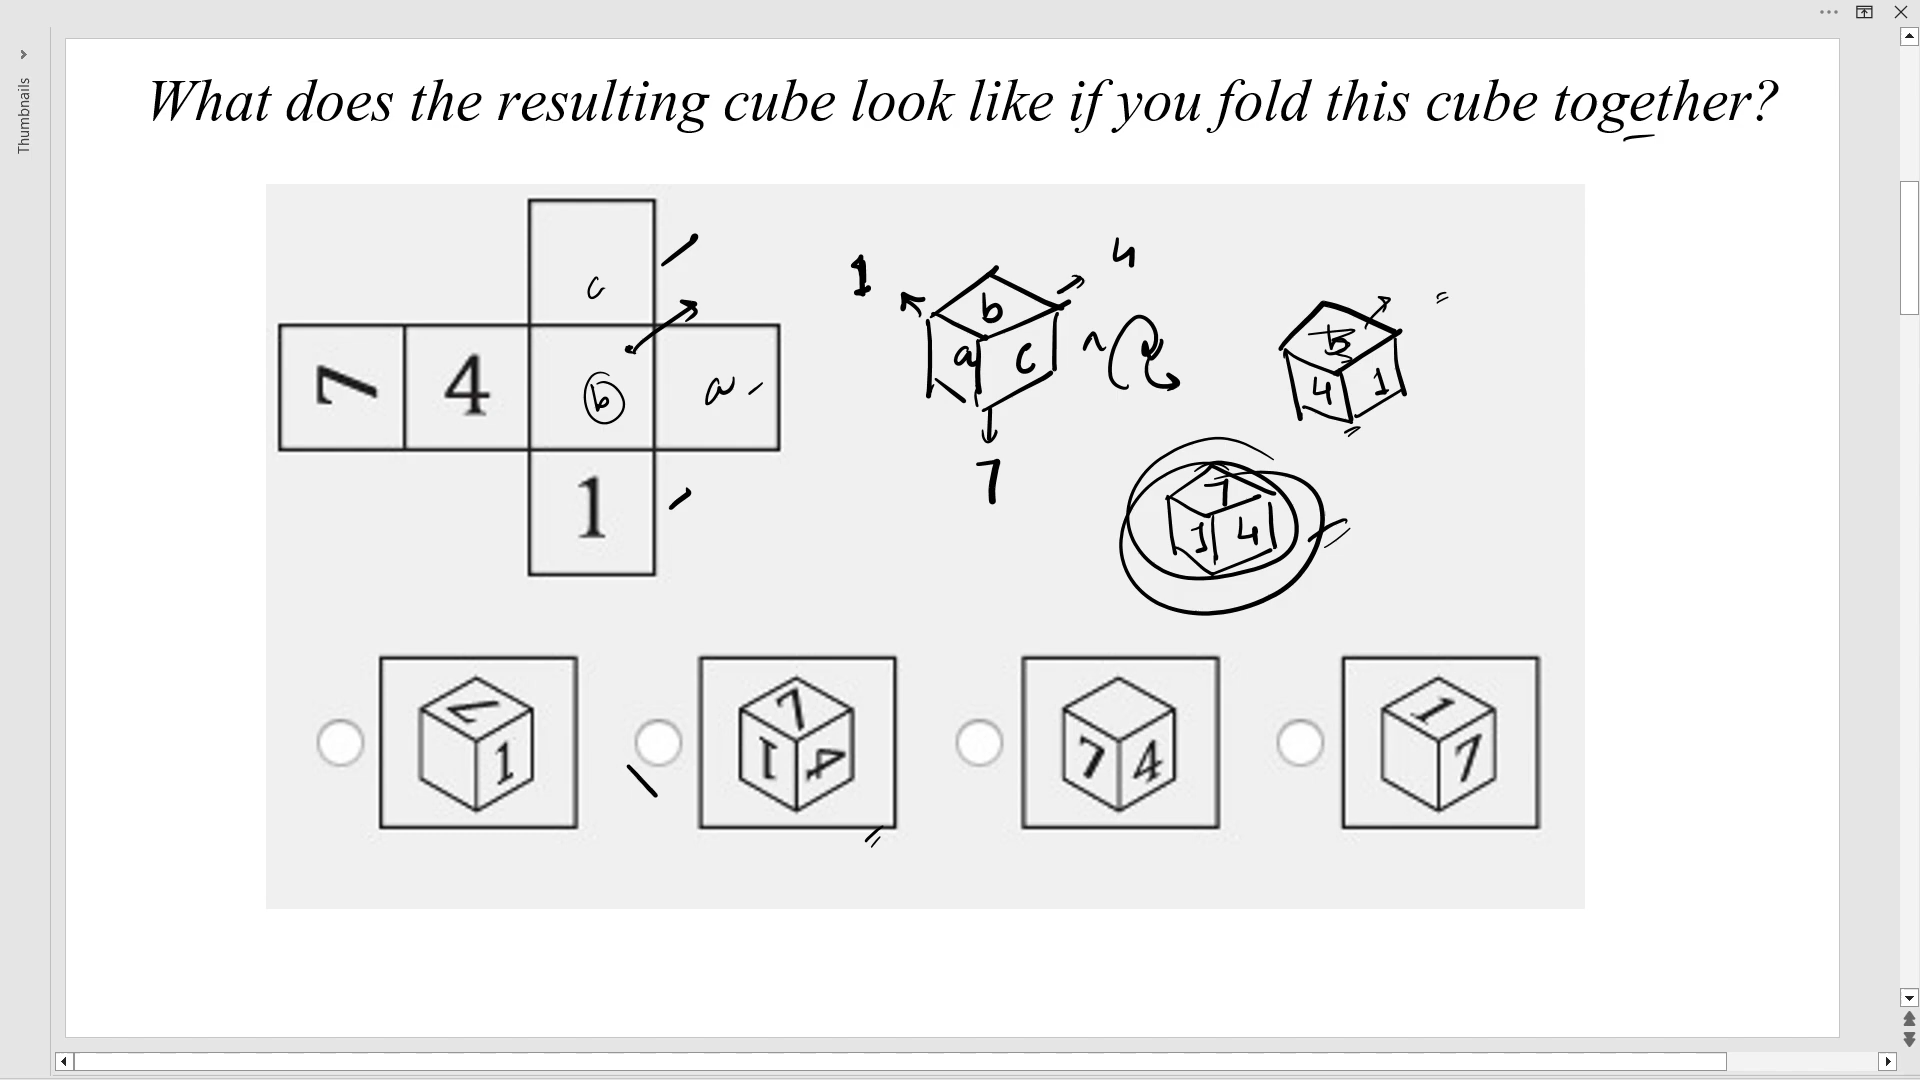 Thumbnails
What does the resulting cube look like if you fold this cube together?
c
7 4 b a
1
1 4
b
a c
7
b
4 1
7
1 4
7
1
7
1 4
7 4
1
7